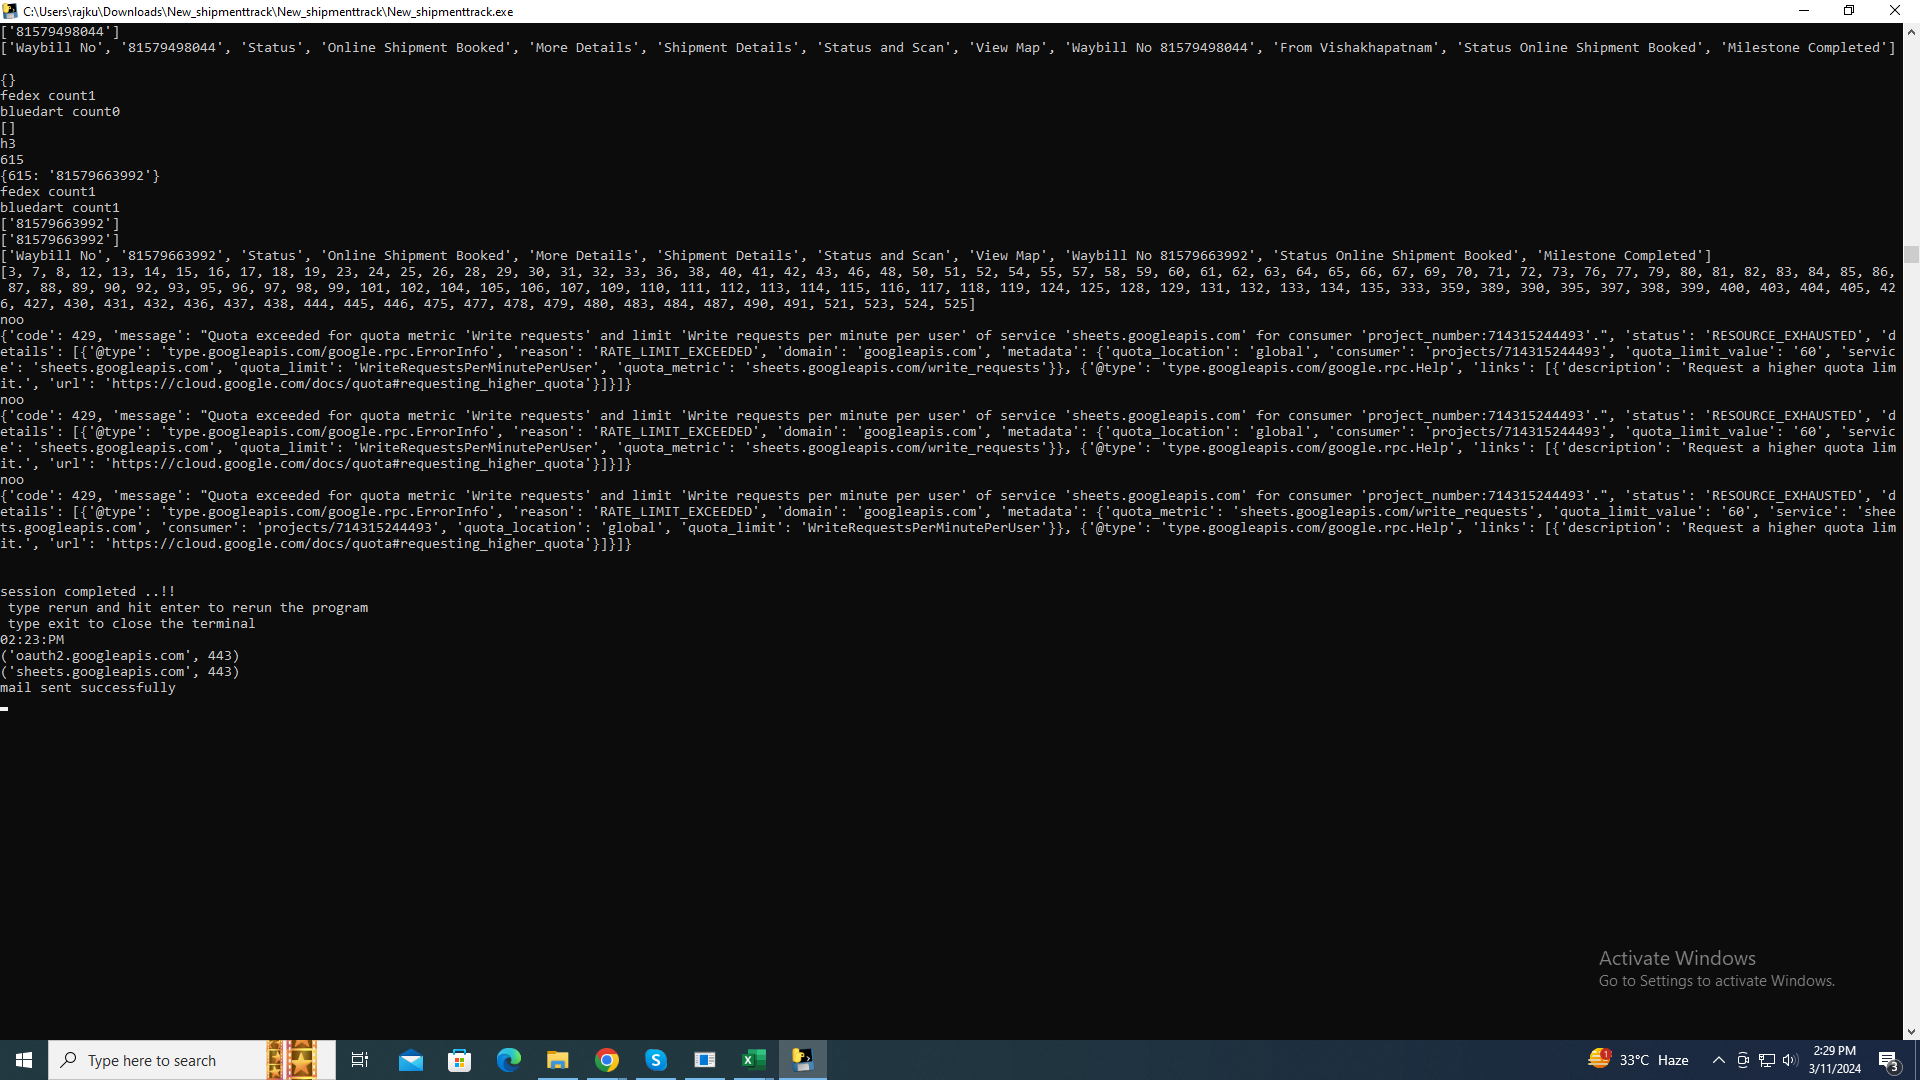 C:\Users\rajku\Downloads\New_shipmenttrack\New_shipmenttrack\New_shipmenttrack.exe
['81579498044']
['Waybill No', '81579498044', 'Status', 'Online Shipment Booked', 'More Details', 'Shipment Details', 'Status and Scan', 'View Map', 'Waybill No 81579498044', 'From Vishakhapatnam', 'Status Online Shipment Booked', 'Milestone Completed']
{}
fedex count1
bluedart count0
[]
h3
615
{615: '81579663992'}
fedex count1
bluedart count1
['81579663992']
['81579663992']
['Waybill No', '81579663992', 'Status', 'Online Shipment Booked', 'More Details', 'Shipment Details', 'Status and Scan', 'View Map', 'Waybill No 81579663992', 'Status Online Shipment Booked', 'Milestone Completed']
[3, 7, 8, 12, 13, 14, 15, 16, 17, 18, 19, 23, 24, 25, 26, 28, 29, 30, 31, 32, 33, 36, 38, 40, 41, 42, 43, 46, 48, 50, 51, 52, 54, 55, 57, 58, 59, 60, 61, 62, 63, 64, 65, 66, 67, 69, 70, 71, 72, 73, 76, 77, 79, 80, 81, 82, 83, 84, 85, 86,
87, 88, 89, 90, 92, 93, 95, 96, 97, 98, 99, 101, 102, 104, 105, 106, 107, 109, 110, 111, 112, 113, 114, 115, 116, 117, 118, 119, 124, 125, 128, 129, 131, 132, 133, 134, 135, 333, 359, 389, 390, 395, 397, 398, 399, 400, 403, 404, 405, 42
6, 427, 430, 431, 432, 436, 437, 438, 444, 445, 446, 475, 477, 478, 479, 480, 483, 484, 487, 490, 491, 521, 523, 524, 525]
noo
{'code': 429, 'message': "Quota exceeded for quota metric 'Write requests' and limit 'Write requests per minute per user' of service 'sheets.googleapis.com' for consumer 'project_number:714315244493'.", 'status': 'RESOURCE_EXHAUSTED', 'd
etails': [{'@type': 'type.googleapis.com/google.rpc.ErrorInfo', 'reason': 'RATE_LIMIT_EXCEEDED', 'domain': 'googleapis.com', 'metadata': {'quota_location': 'global', 'consumer': 'projects/714315244493', 'quota_limit_value': '60', 'servic
e': 'sheets.googleapis.com', 'quota_limit': 'WriteRequestsPerMinutePerUser', 'quota_metric': 'sheets.googleapis.com/write_requests'}}, {'@type': 'type.googleapis.com/google.rpc.Help', 'links': [{'description': 'Request a higher quota lim
it.', 'url': 'https://cloud.google.com/docs/quota#requesting_higher_quota'}]}]}
noo
{'code': 429, 'message': "Quota exceeded for quota metric 'Write requests' and limit 'Write requests per minute per user' of service 'sheets.googleapis.com' for consumer 'project_number:714315244493'.", 'status': 'RESOURCE_EXHAUSTED', 'd
etails': [{'@type': 'type.googleapis.com/google.rpc.ErrorInfo', 'reason': 'RATE_LIMIT_EXCEEDED', 'domain': 'googleapis.com', 'metadata': {'quota_location': 'global', 'consumer': 'projects/714315244493', 'quota_limit_value': '60', 'servic
e': 'sheets.googleapis.com', 'quota_limit': 'WriteRequestsPerMinutePerUser', 'quota_metric': 'sheets.googleapis.com/write_requests'}}, {'@type': 'type.googleapis.com/google.rpc.Help', 'links': [{'description': 'Request a higher quota lim
it.', 'url': 'https://cloud.google.com/docs/quota#requesting_higher_quota'}]}]}
noo
{'code': 429, 'message': "Quota exceeded for quota metric 'Write requests' and limit 'Write requests per minute per user' of service 'sheets.googleapis.com' for consumer 'project_number:714315244493'.", 'status': 'RESOURCE_EXHAUSTED', 'd
etails': [{'@type': 'type.googleapis.com/google.rpc.ErrorInfo', 'reason': 'RATE_LIMIT_EXCEEDED', 'domain': 'googleapis.com', 'metadata': {'quota_metric': 'sheets.googleapis.com/write_requests', 'quota_limit_value': '60', 'service': 'shee
ts.googleapis.com', 'consumer': 'projects/714315244493', 'quota_location': 'global', 'quota_limit': 'WriteRequestsPerMinutePerUser'}}, {'@type': 'type.googleapis.com/google.rpc.Help', 'links': [{'description': 'Request a higher quota lim
it.', 'url': 'https://cloud.google.com/docs/quota#requesting_higher_quota'}]}]}
session completed ..!!
type rerun and hit enter to rerun the program
type exit to close the terminal
02:23:PM
('oauth2.googleapis.com', 443)
('sheets.googleapis.com', 443)
mail sent successfully
Activate Windows
Go to Settings to activate Windows.
Type here to search
1
33°C Haze
2:29 PM
3/11/2024
3